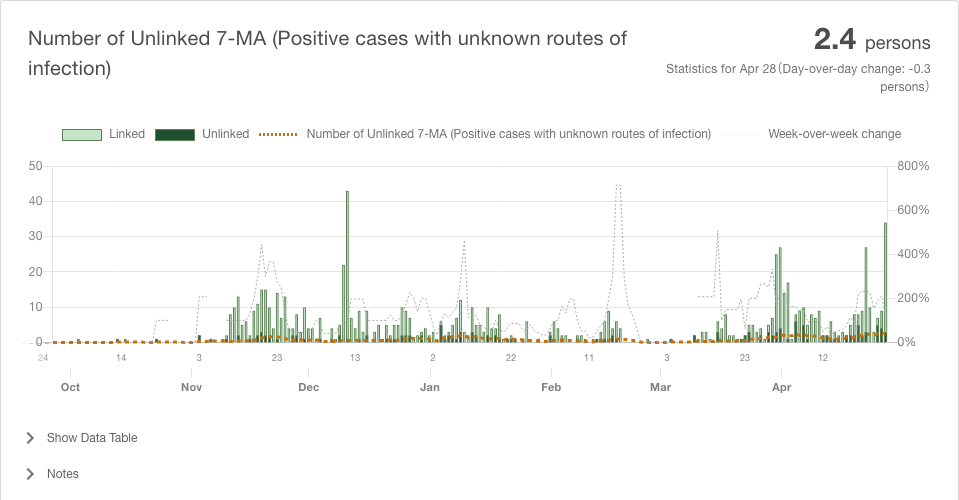 Number of Unlinked 7-MA (Positive cases with unknown routes of
infection)
2.4 persons
Statistics for Apr 28(Day-over-day change: -0.3
persons)
Linked Unlinked Number of Unlinked 7-MA (Positive cases with unknown routes of infection) Week-over-week change
50 800%
40 600%
30 400%
20 200%
10 0%
0
24 14 3 23 13 2 22 11 3 23 12
Oct Nov Dec Jan Feb Mar Apr
Show Data Table
Notes